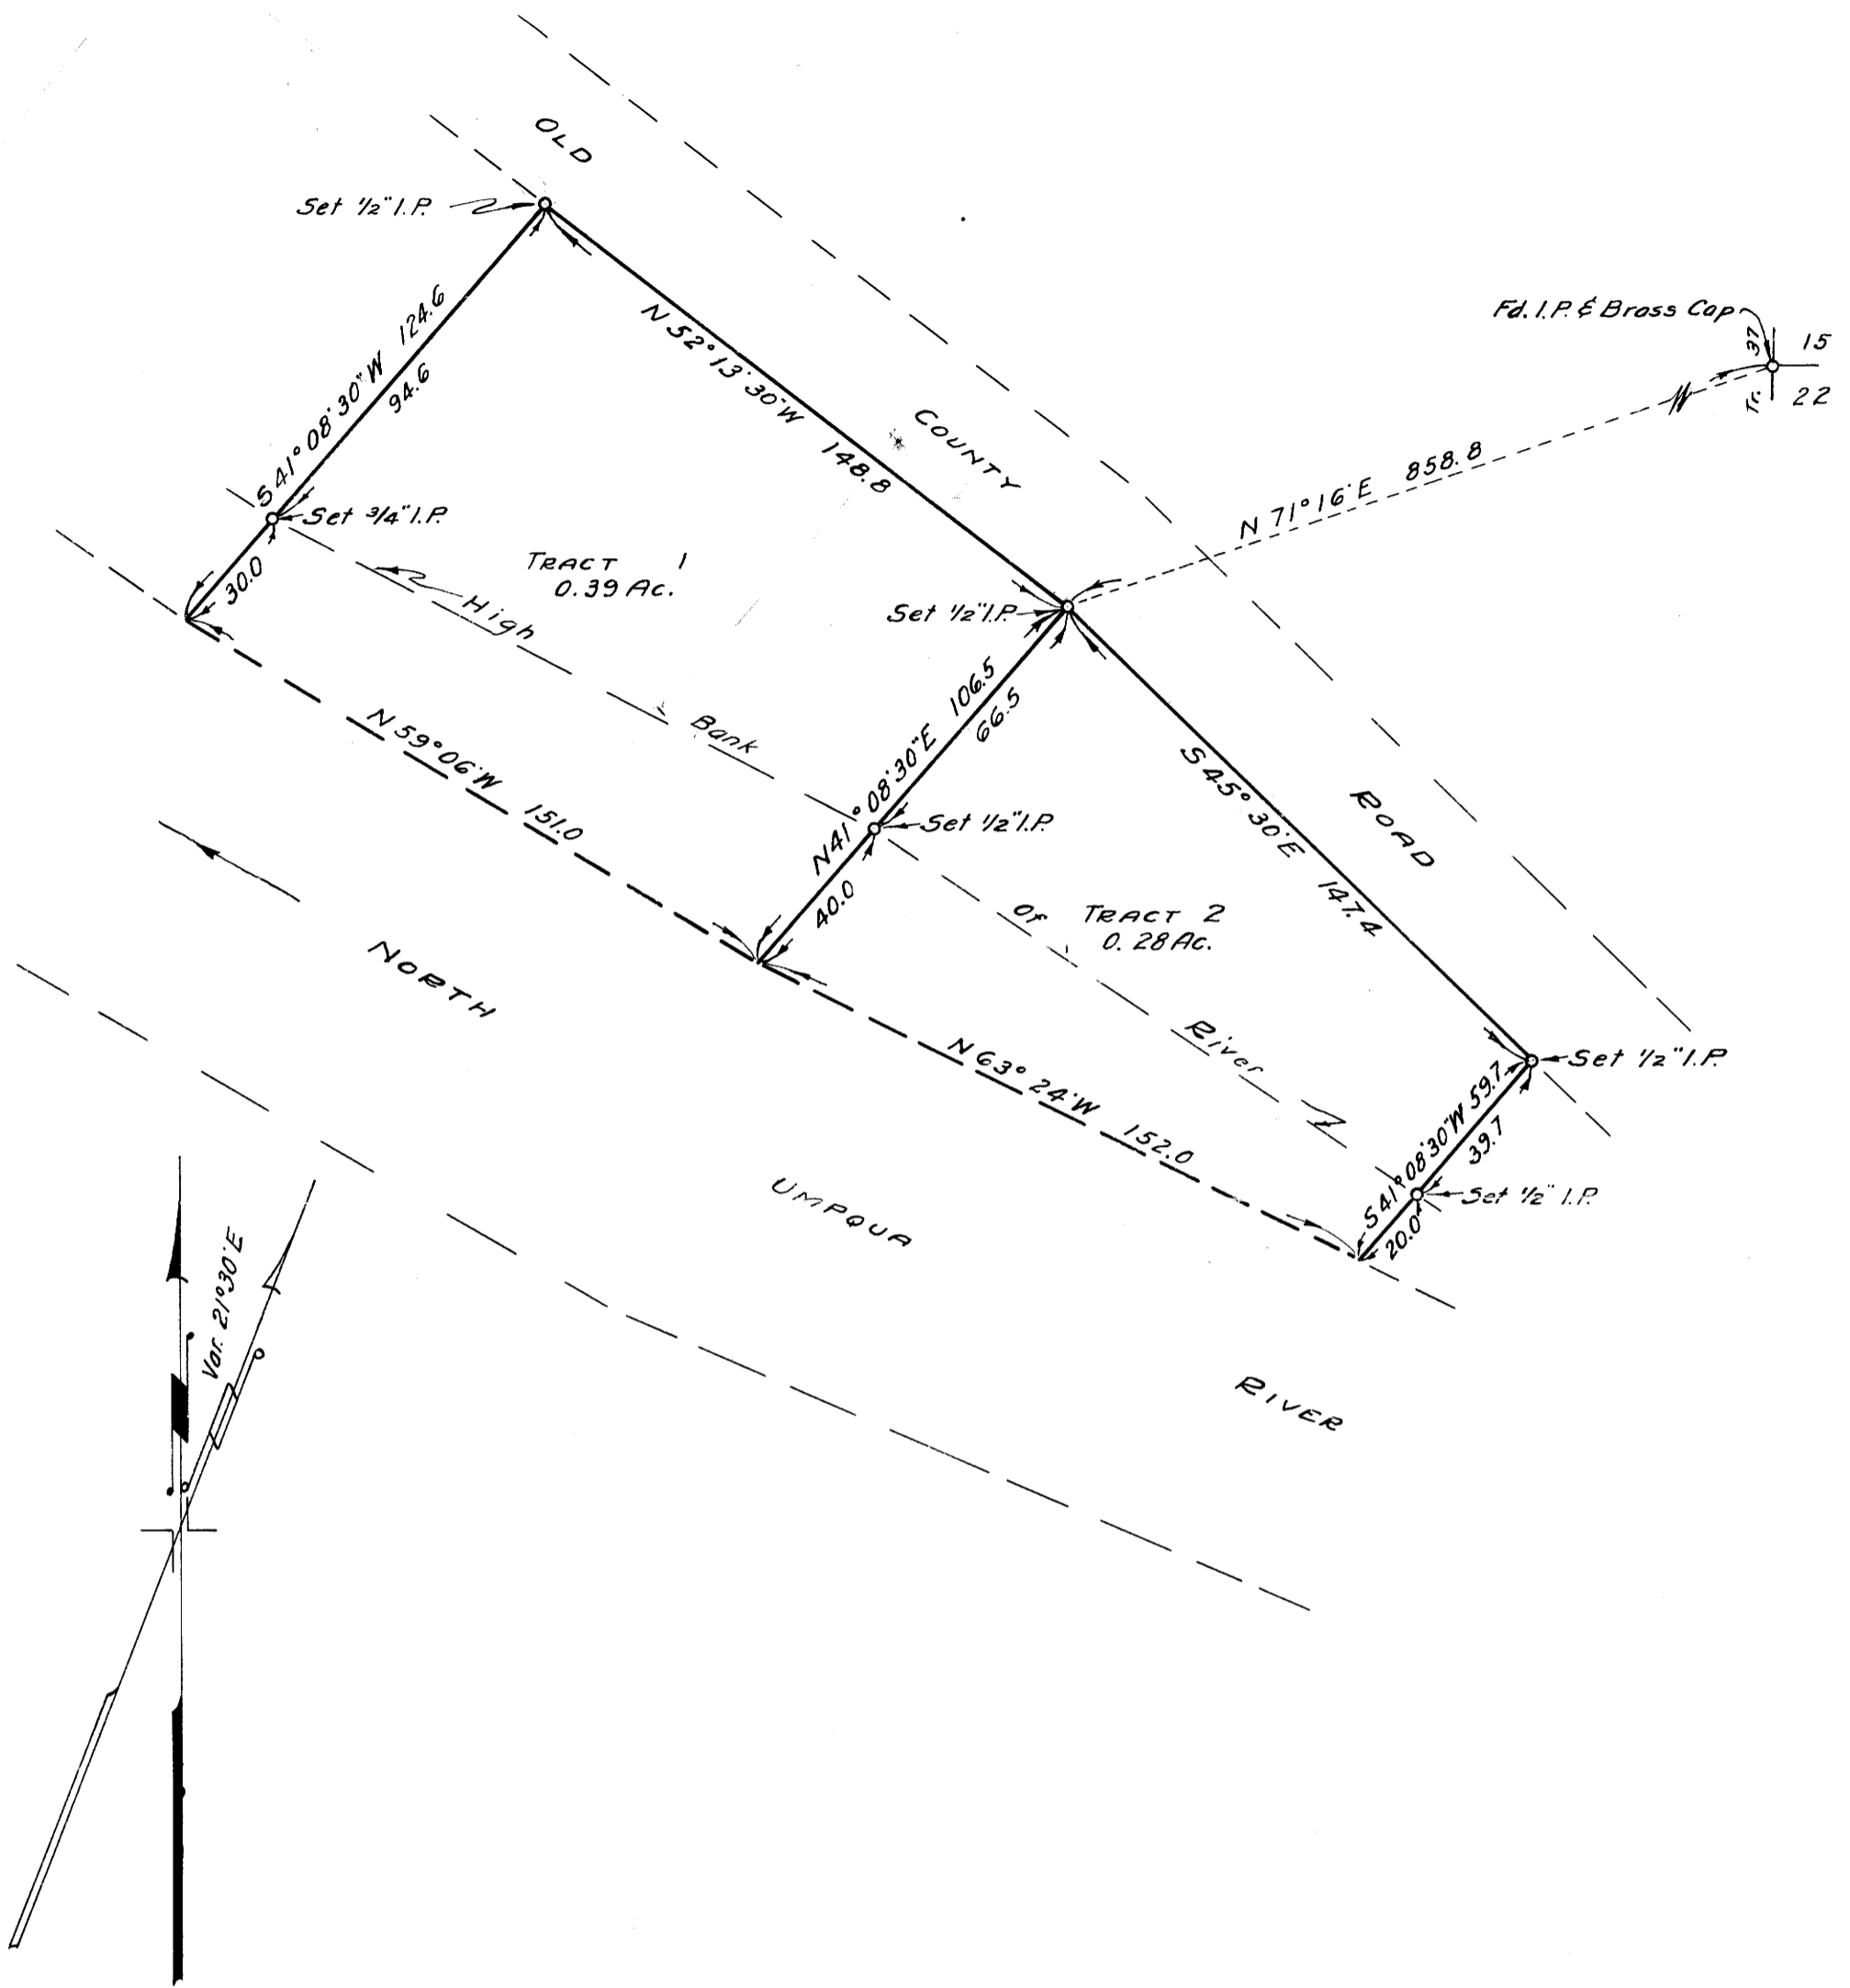 OLD
COUNTY
ROAD
Set 1/2" I.P.
N 52°13'30"W 148.8
S 41°08'30"W 124.6
94.6
Set 3/4" I.P.
30.0
TRACT 1
0.39 Ac.
High
Bank
Of
River
Fd. I.P. & Brass Cap
37
15
Tr.
22
N 71°16'E 858.8
Set 1/2" I.P.
N 41°08'30"E 106.5
66.5
Set 1/2" I.P.
40.0
S 45°30'E 147.4
TRACT 2
0.28 Ac.
N 59°06'W 151.0
N 63°24'W 152.0
Set 1/2" I.P.
S 41°08'30"W 59.7
39.7
Set 1/2" I.P.
20.0
NORTH
UMPQUA
RIVER
Var. 21°30'E